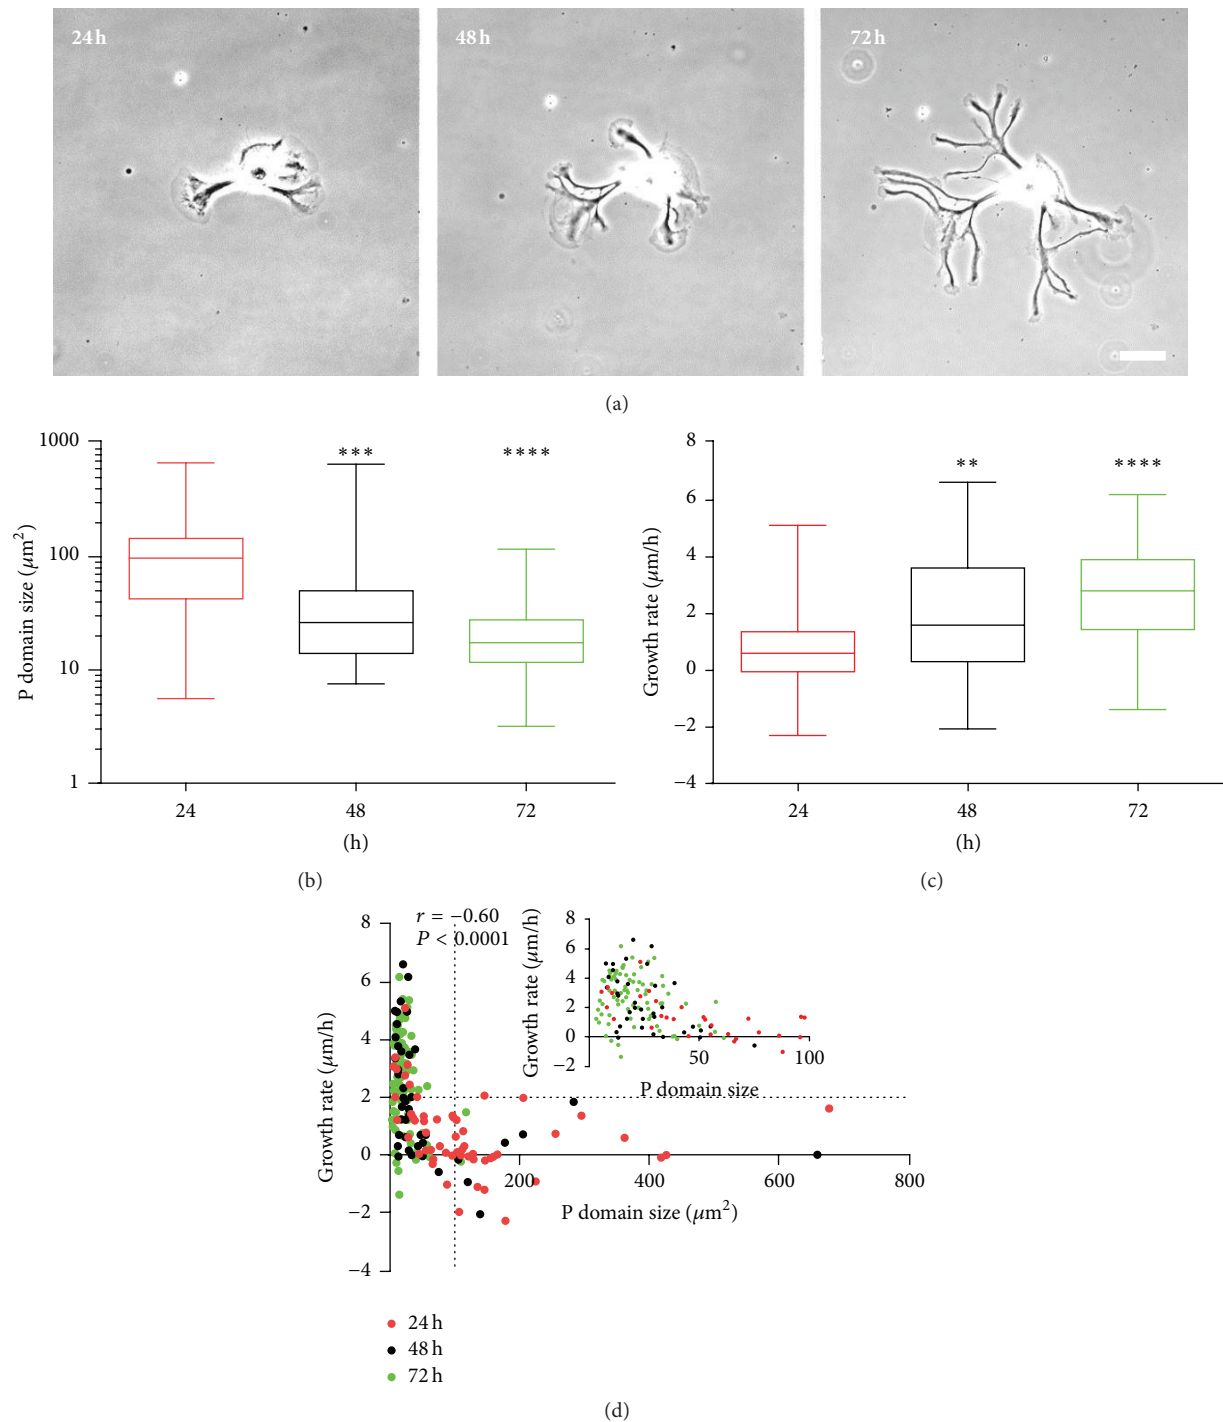 24 h 48 h 72 h
(a)
1000
100
10
1
P domain size (μm²)
*** ****
24 48 72
(h)
(b)
8
6
4
2
0
−2
−4
Growth rate (μm/h)
** ****
24 48 72
(h)
(c)
r = −0.60
P < 0.0001
8
6
4
2
0
−2
−4
Growth rate (μm/h)
200 400 600 800
P domain size (μm²)
8
6
4
2
0
−2
Growth rate (μm/h)
50 100
P domain size
24 h
48 h
72 h
(d)